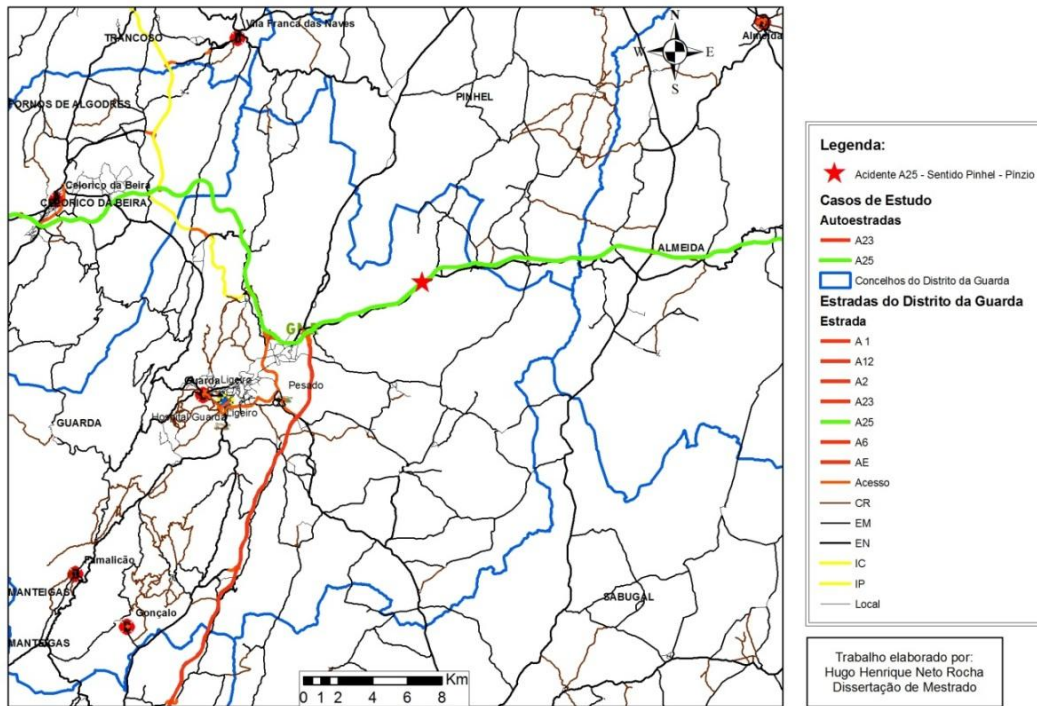 TRANCOSO
Vila Franca das Naves
Almeida
N
W
E
S
FORNOS DE ALGODRES
PINHEL
Celorico da Beira
CELORICO DA BEIRA
ALMEIDA
Guarda
Ligeiro
Pesado
Hospital Guarda
Ligeiro
GUARDA
Famalicão
MANTEIGAS
SABUGAL
Gonçalo
MANTEIGAS
0 1 2 4 6 8 Km
Legenda:
Acidente A25 - Sentido Pinhel - Pinzio
Casos de Estudo
Autoestradas
A23
A25
Concelhos do Distrito da Guarda
Estradas do Distrito da Guarda
Estrada
A 1
A12
A2
A23
A25
A6
AE
Acesso
CR
EM
EN
IC
IP
Local
Trabalho elaborado por:
Hugo Henrique Neto Rocha
Dissertação de Mestrado